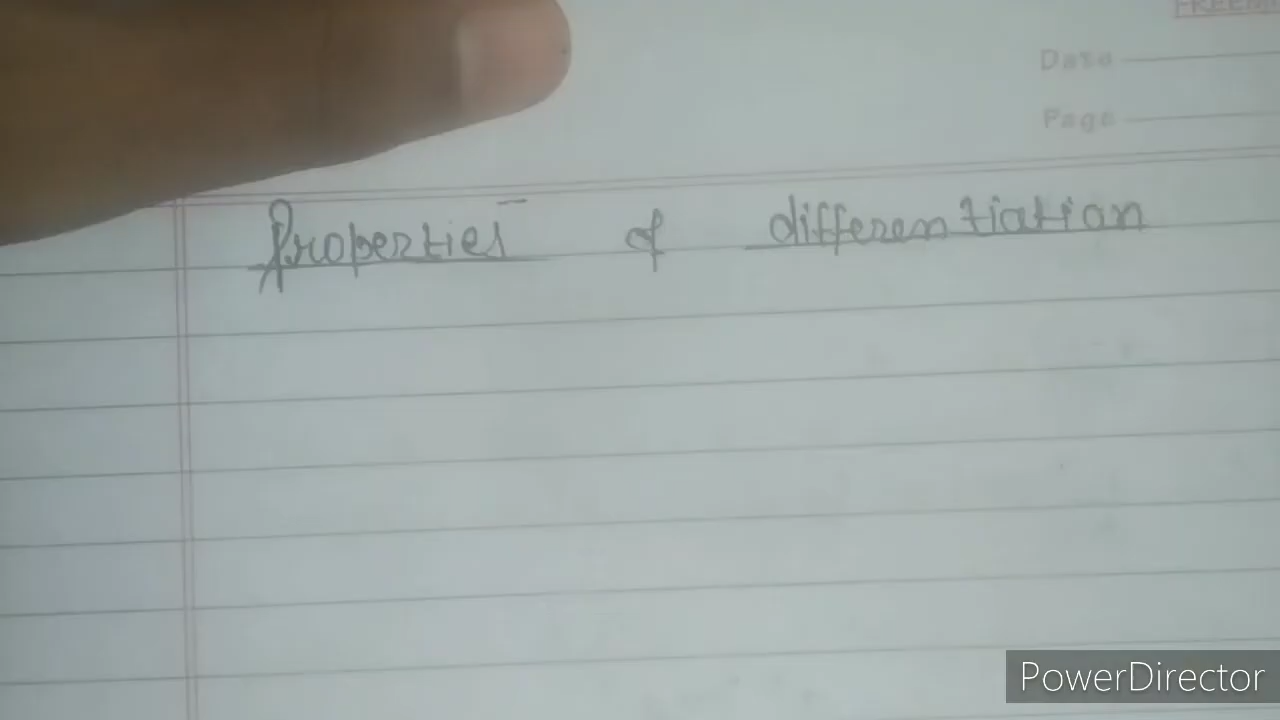 Date
Page
Properties of differentiation
PowerDirector